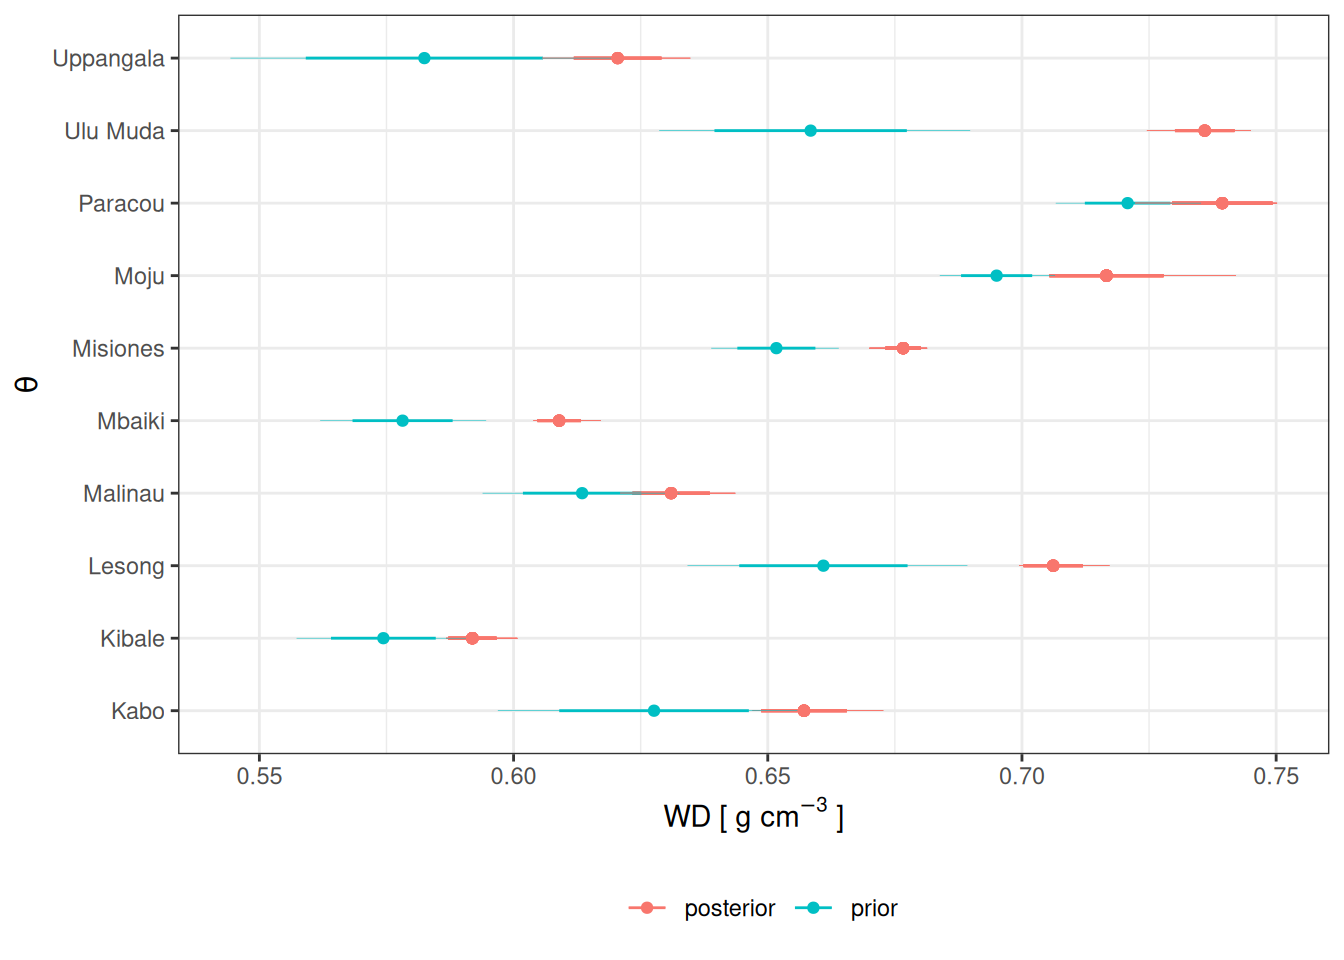 Uppangala
Ulu Muda
Paracou
Moju
Misiones
θ
Mbaiki
Malinau
Lesong
Kibale
Kabo
0.55 0.60 0.65 0.70 0.75
WD [ g cm⁻³ ]
posterior prior